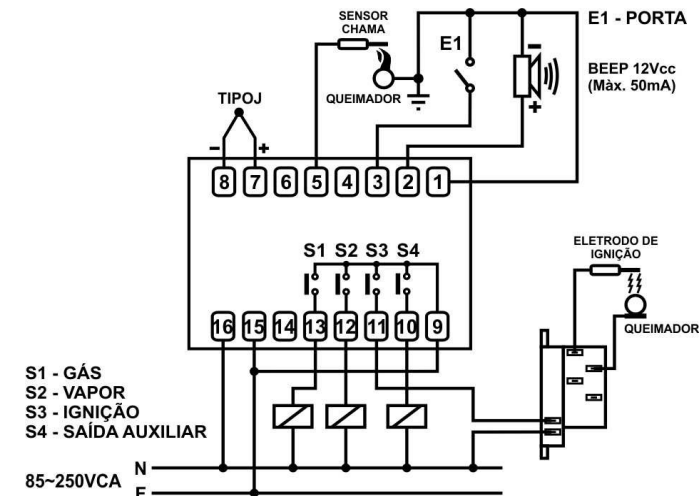 SENSOR
CHAMA
E1 - PORTA
E1
BEEP 12Vcc
(Màx. 50mA)
TIPOJ
QUEIMADOR
- +
- +
8 7 6 5 4 3 2 1
S1 S2 S3 S4
16 15 14 13 12 11 10 9
ELETRODO DE
IGNIÇÃO
QUEIMADOR
S1 - GÁS
S2 - VAPOR
S3 - IGNIÇÃO
S4 - SAÍDA AUXILIAR
N
85~250VCA
F